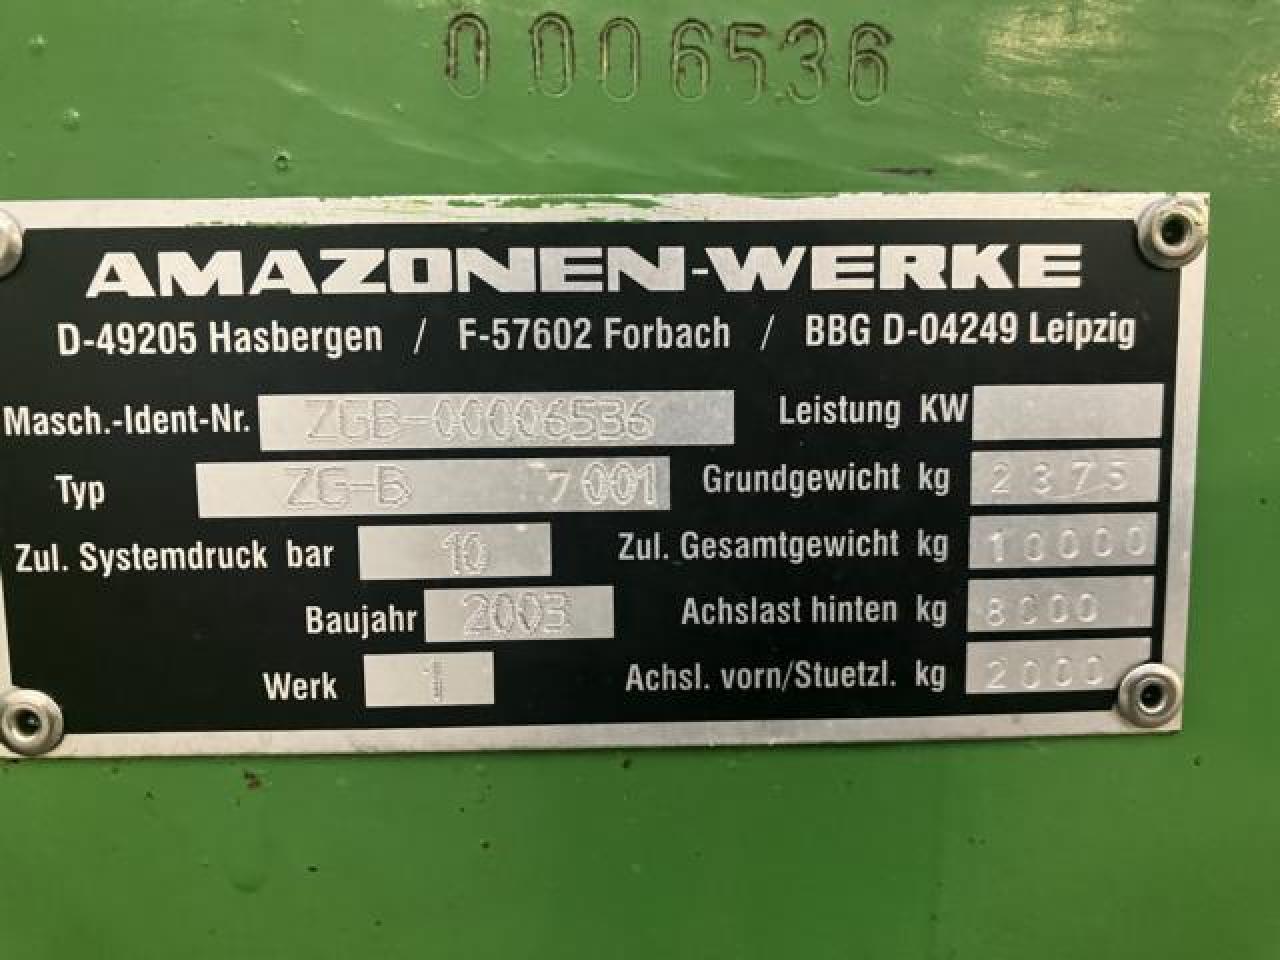 0006536
AMAZONEN-WERKE
D-49205 Hasbergen / F-57602 Forbach / BBG D-04249 Leipzig
Masch.-Ident-Nr. ZGB-00006536 Leistung KW
Typ ZG-B 7001 Grundgewicht kg 2375
Zul. Systemdruck bar 10 Zul. Gesamtgewicht kg 10000
Baujahr 2003 Achslast hinten kg 8000
Werk 1 Achsl. vorn/Stuetzl. kg 2000